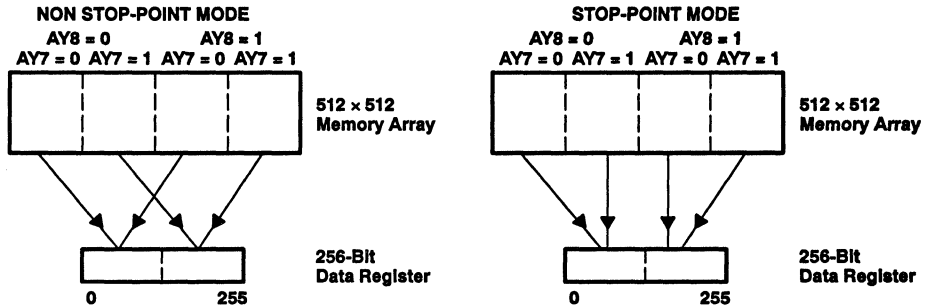 NON STOP-POINT MODE
AY8 = 0 AY8 = 1
AY7 = 0 AY7 = 1 AY7 = 0 AY7 = 1
512 × 512
Memory Array
256-Bit
Data Register
0 255
STOP-POINT MODE
AY8 = 0 AY8 = 1
AY7 = 0 AY7 = 1 AY7 = 0 AY7 = 1
512 × 512
Memory Array
256-Bit
Data Register
0 255